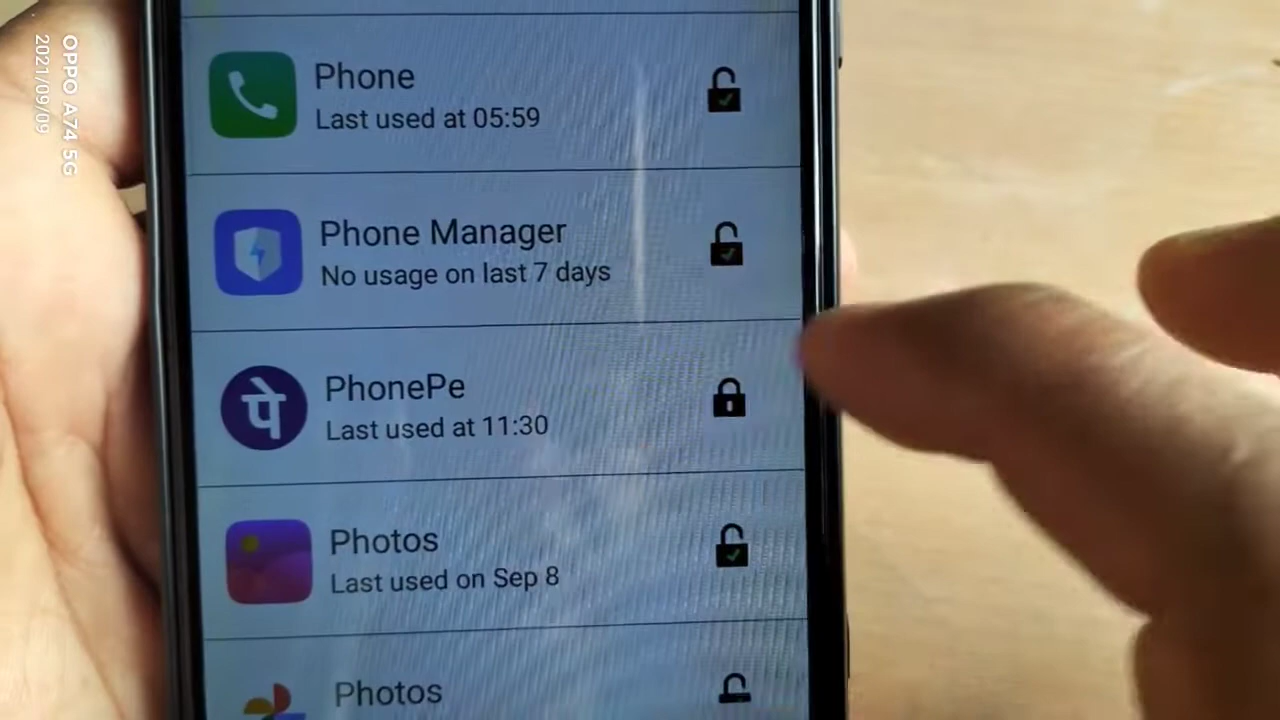 OPPO A74 5G
2021/09/09
Phone
Last used at 05:59
Phone Manager
No usage on last 7 days
पे
PhonePe
Last used at 11:30
Photos
Last used on Sep 8
Photos